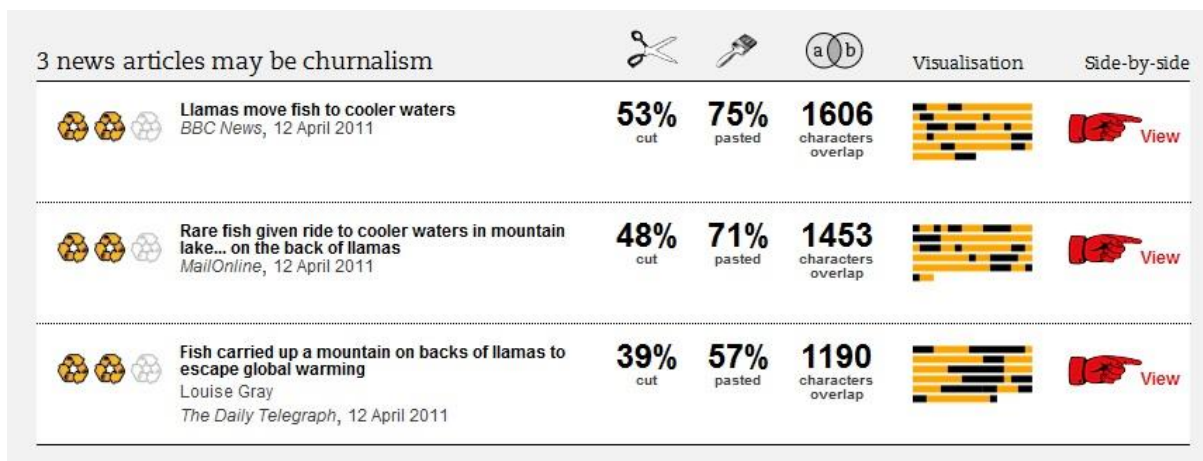 3 news articles may be churnalism
a b
Visualisation
Side-by-side
Llamas move fish to cooler waters
BBC News, 12 April 2011
53%
cut
75%
pasted
1606
characters
overlap
View
Rare fish given ride to cooler waters in mountain
lake... on the back of llamas
MailOnline, 12 April 2011
48%
cut
71%
pasted
1453
characters
overlap
View
Fish carried up a mountain on backs of llamas to
escape global warming
Louise Gray
The Daily Telegraph, 12 April 2011
39%
cut
57%
pasted
1190
characters
overlap
View